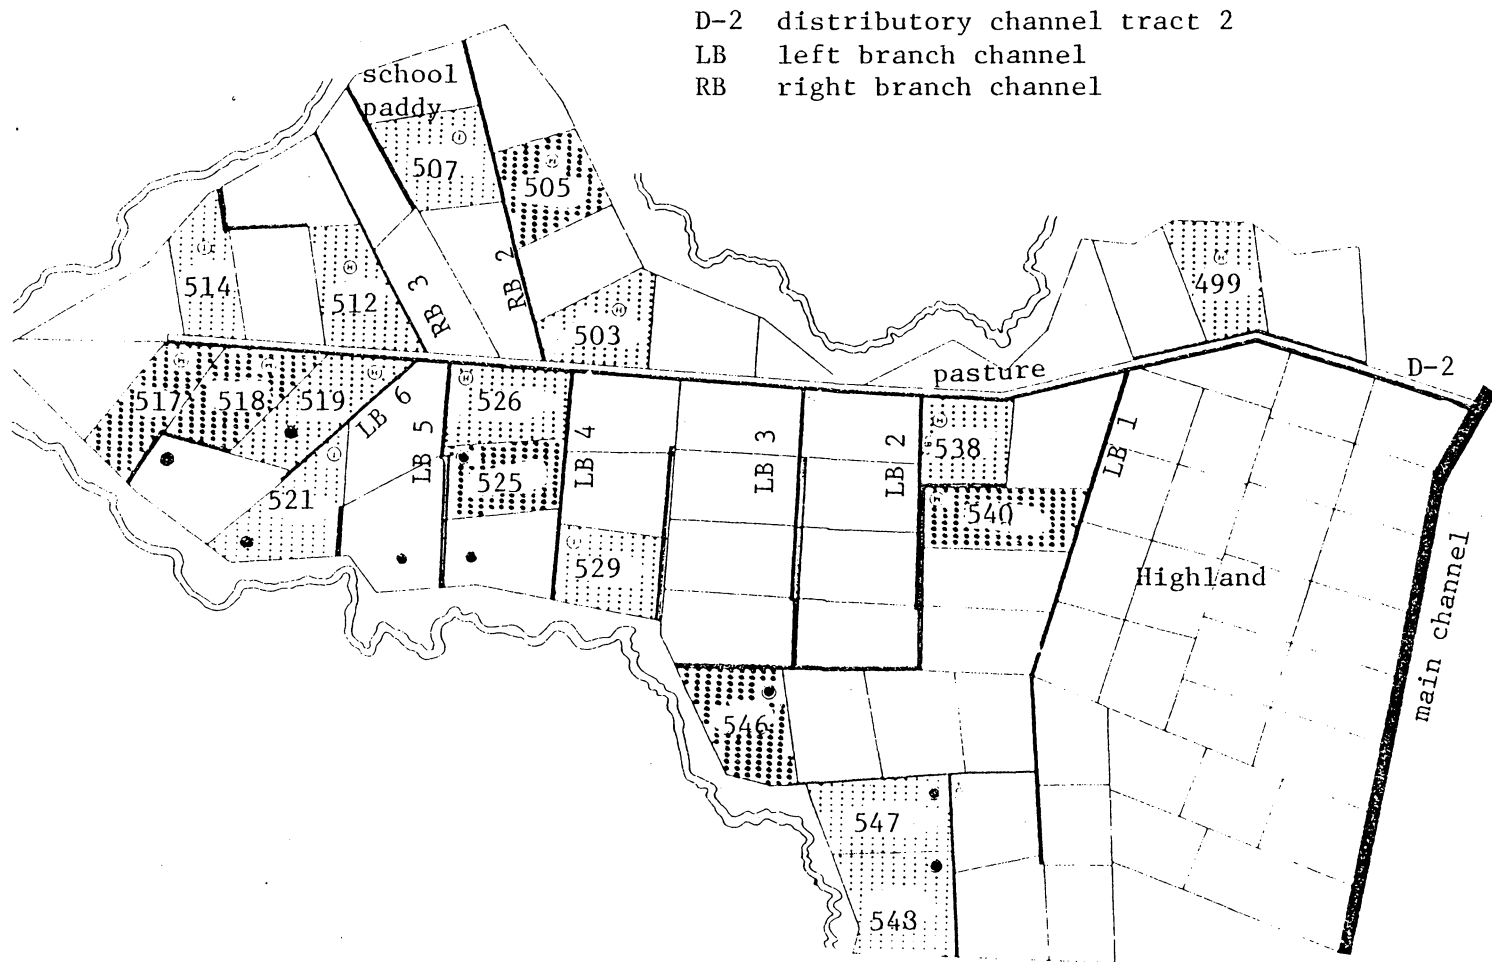 D-2 distributory channel tract 2
LB left branch channel
RB right branch channel
school
paddy
507
505
514
512
RB 3
RB 2
503
499
pasture
D-2
517
518
519
LB 6
LB 5
526
525
LB 4
LB 3
LB 2
538
LB 1
521
529
540
Highland
main channel
546
547
543